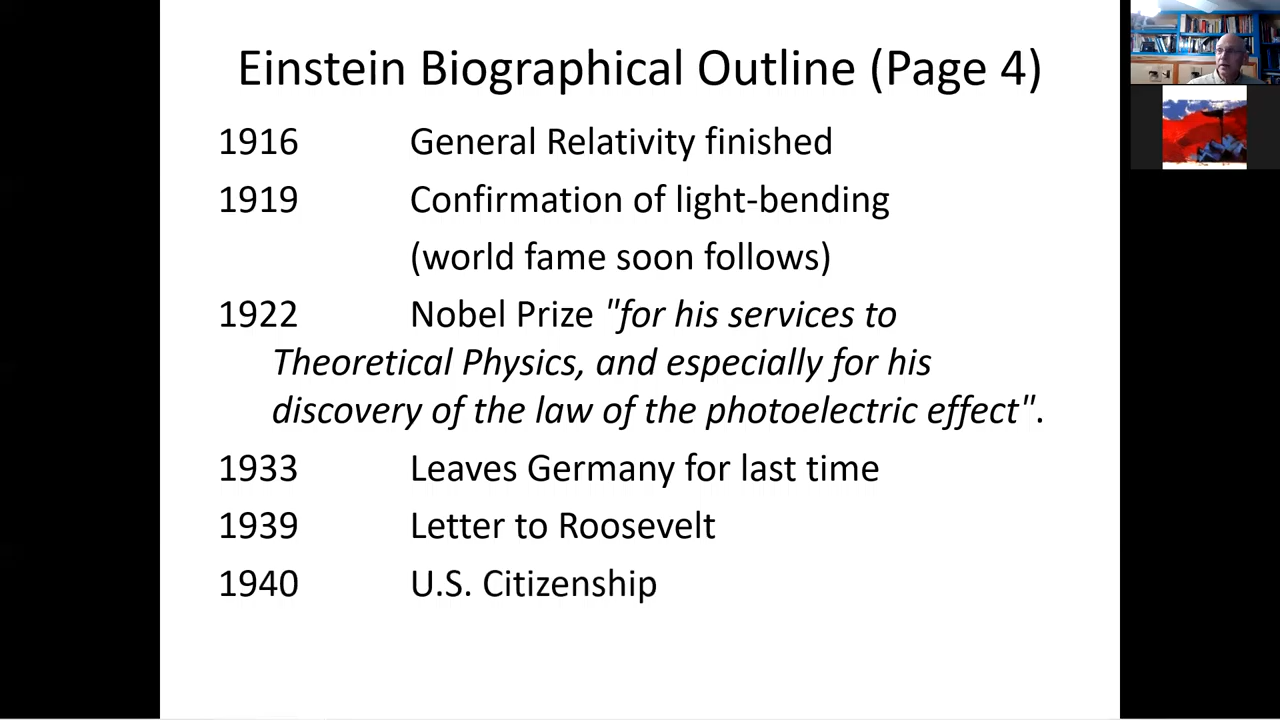 Einstein Biographical Outline (Page 4)
1916 General Relativity finished
1919 Confirmation of light-bending
(world fame soon follows)
1922 Nobel Prize "for his services to
Theoretical Physics, and especially for his
discovery of the law of the photoelectric effect".
1933 Leaves Germany for last time
1939 Letter to Roosevelt
1940 U.S. Citizenship